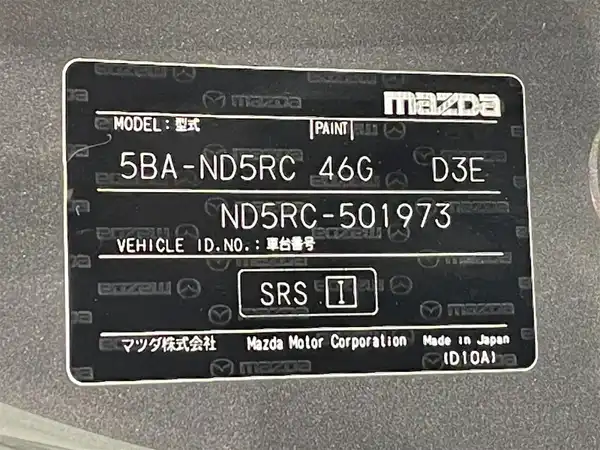 mazda
MODEL: 型式 PAINT
5BA-ND5RC 46G D3E
ND5RC-501973
VEHICLE ID.NO.: 車台番号
SRS I
マツダ株式会社 Mazda Motor Corporation Made in Japan
(D10A)